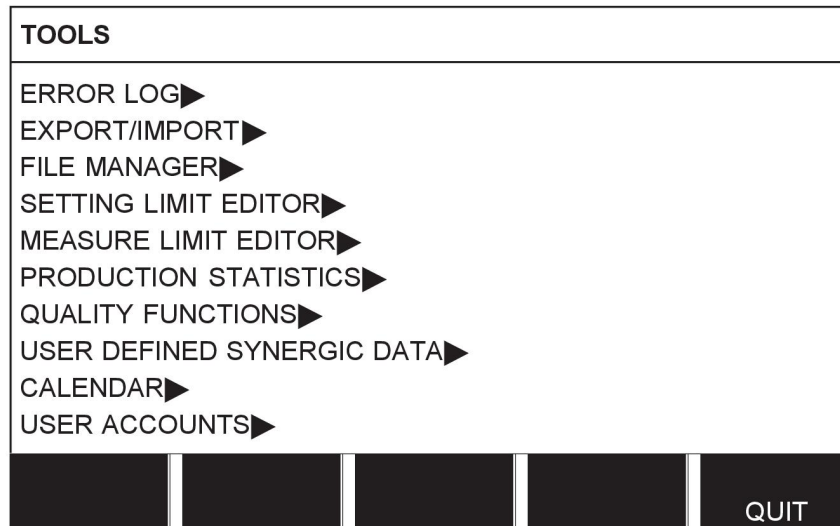 TOOLS
ERROR LOG▶
EXPORT/IMPORT▶
FILE MANAGER▶
SETTING LIMIT EDITOR▶
MEASURE LIMIT EDITOR▶
PRODUCTION STATISTICS▶
QUALITY FUNCTIONS▶
USER DEFINED SYNERGIC DATA▶
CALENDAR▶
USER ACCOUNTS▶
QUIT